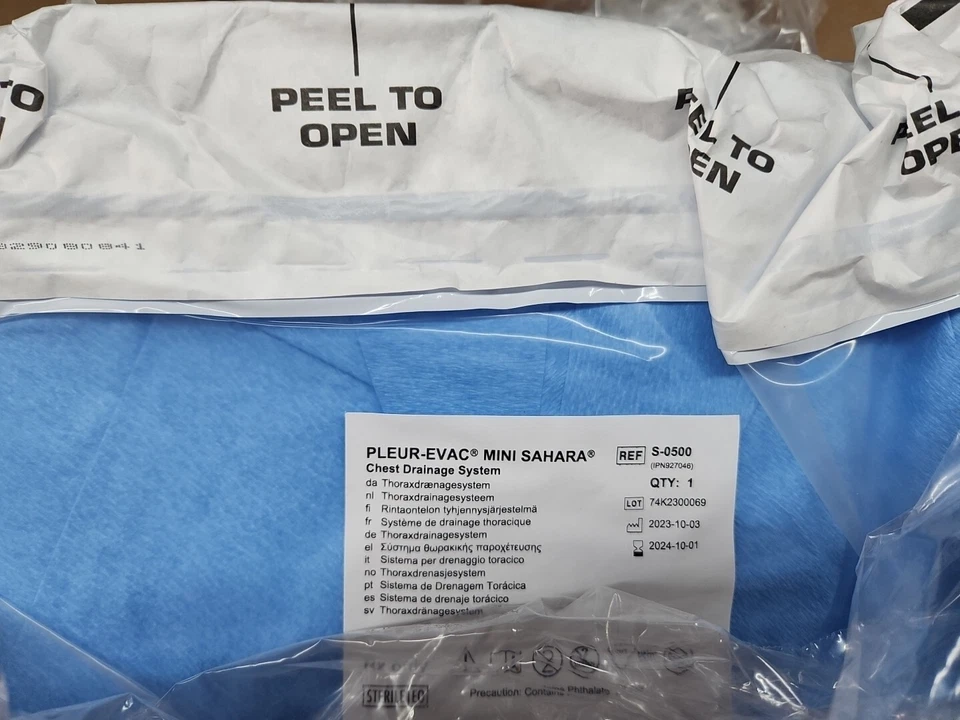 PEEL TO
OPEN
TO
PEEL TO
OPEN
PLEUR-EVAC® MINI SAHARA®
Chest Drainage System
da Thoraxdrænagesystem
nl Thoraxdrainagesysteem
fi Rintaontelon tyhjennysjärjestelmä
fr Système de drainage thoracique
de Thoraxdrainagesystem
el Σύστημα θωρακικής παροχέτευσης
it Sistema per drenaggio toracico
no Thoraxdrenasjesystem
pt Sistema de Drenagem Torácica
es Sistema de drenaje torácico
sv Thoraxdränagesystem
REF S-0500
(IPN927046)
QTY: 1
LOT 74K2300069
2023-10-03
2024-10-01
STERILE EO
Precaution: Contains Phthalate